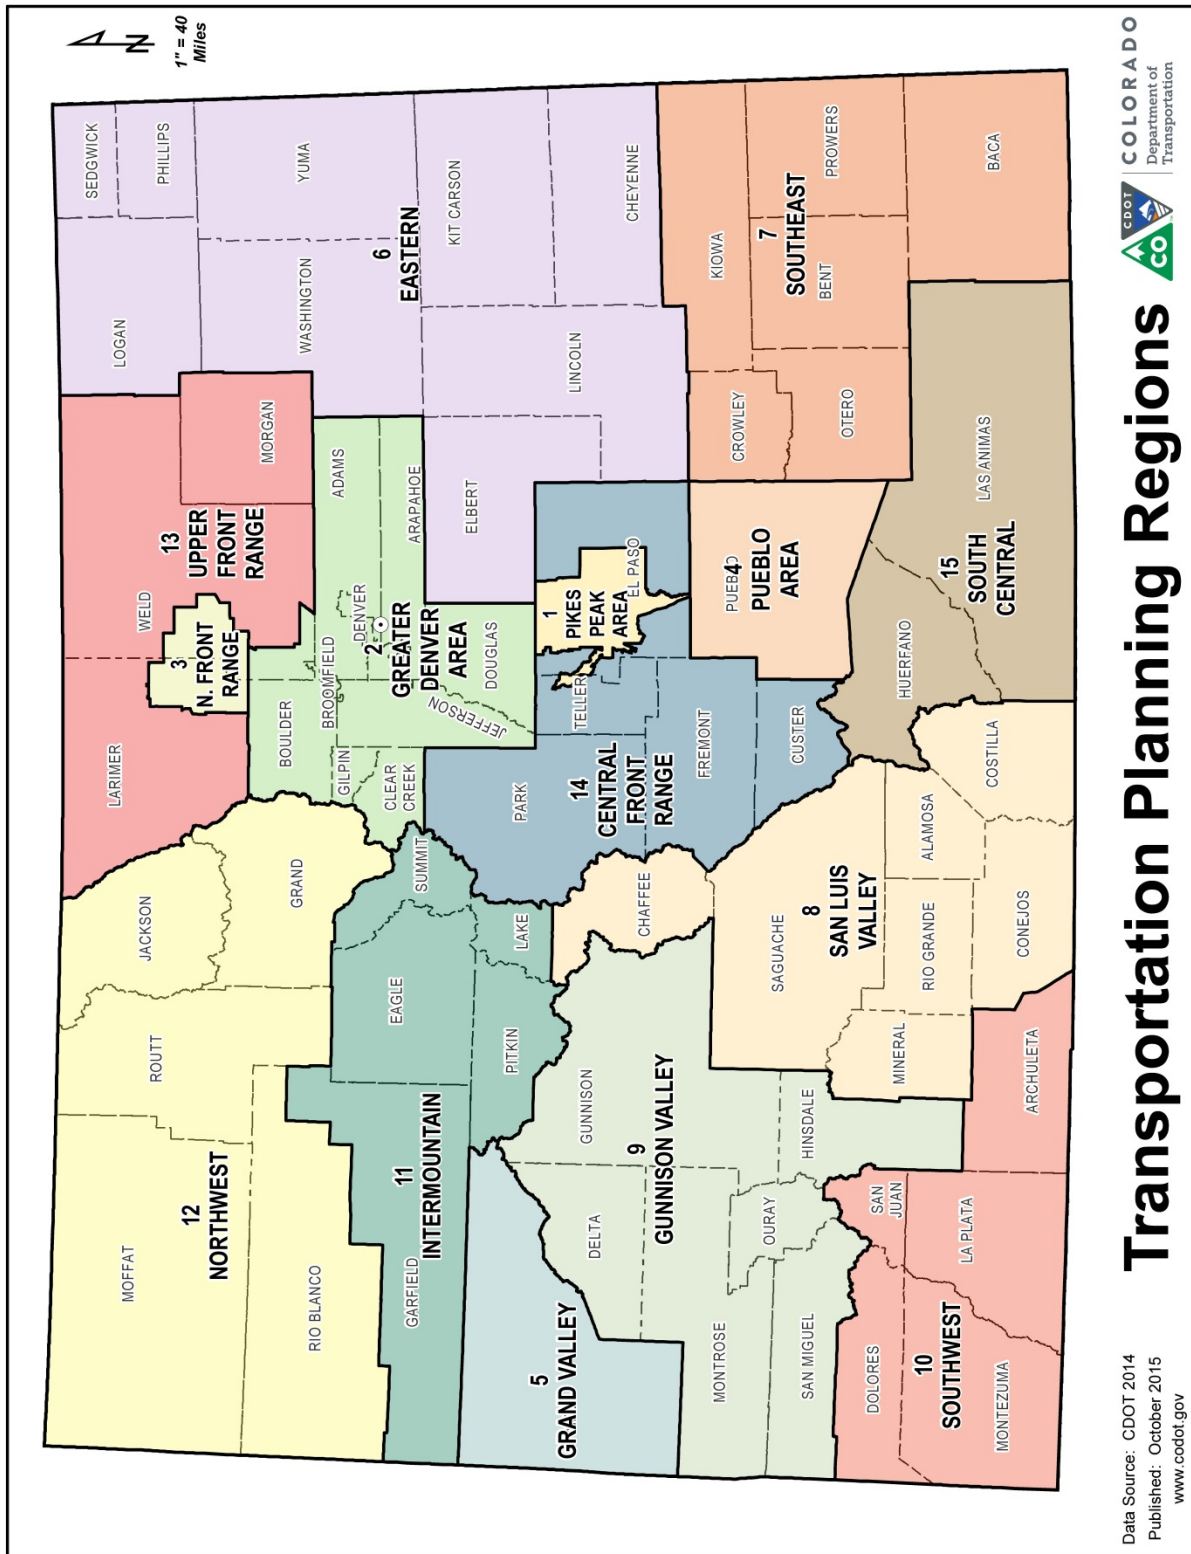 N
1" = 40
Miles
SEDGWICK
PHILLIPS
LOGAN
YUMA
WASHINGTON
6
EASTERN
KIT CARSON
CHEYENNE
LINCOLN
ELBERT
KIOWA
PROWERS
7
SOUTHEAST
BENT
BACA
CROWLEY
OTERO
MORGAN
13
UPPER
FRONT
RANGE
WELD
3
N. FRONT
RANGE
LARIMER
ADAMS
ARAPAHOE
DENVER
2
GREATER
DENVER
AREA
BROOMFIELD
BOULDER
GILPIN
CLEAR
CREEK
JEFFERSON
DOUGLAS
1
PIKES
PEAK
AREA
EL PASO
TELLER
PUEBLO
4
PUEBLO
AREA
LAS ANIMAS
15
SOUTH
CENTRAL
HUERFANO
PARK
14
CENTRAL
FRONT
RANGE
FREMONT
CUSTER
JACKSON
GRAND
SUMMIT
LAKE
EAGLE
PITKIN
ROUTT
MOFFAT
12
NORTHWEST
RIO BLANCO
11
INTERMOUNTAIN
GARFIELD
CHAFFEE
SAGUACHE
8
SAN LUIS
VALLEY
ALAMOSA
COSTILLA
RIO GRANDE
CONEJOS
MINERAL
5
GRAND VALLEY
GUNNISON
DELTA
9
GUNNISON VALLEY
HINSDALE
OURAY
MONTROSE
SAN MIGUEL
SAN
JUAN
ARCHULETA
LA PLATA
DOLORES
10
SOUTHWEST
MONTEZUMA
Data Source: CDOT 2014
Published: October 2015
www.codot.gov
Transportation Planning Regions
CO
CDOT
COLORADO
Department of
Transportation